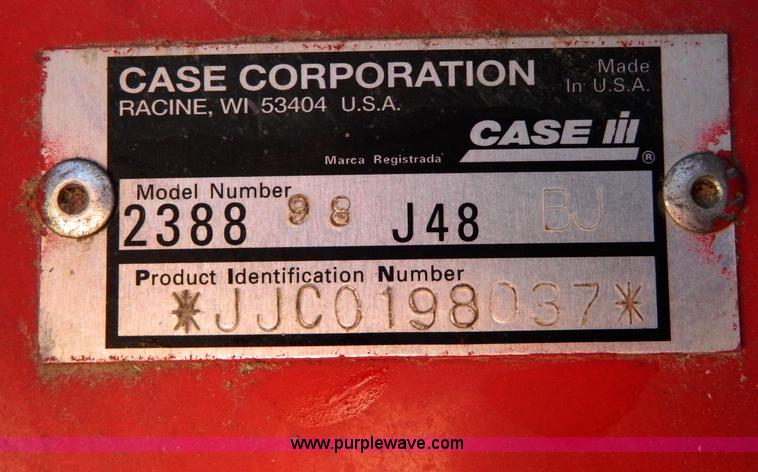 CASE CORPORATION
Made
RACINE, WI 53404 U.S.A.
In U.S.A.
CASE IH
Marca Registrada ®
Model Number
2388 98 J48 BJ
Product Identification Number
*JJC0198037*
www.purplewave.com